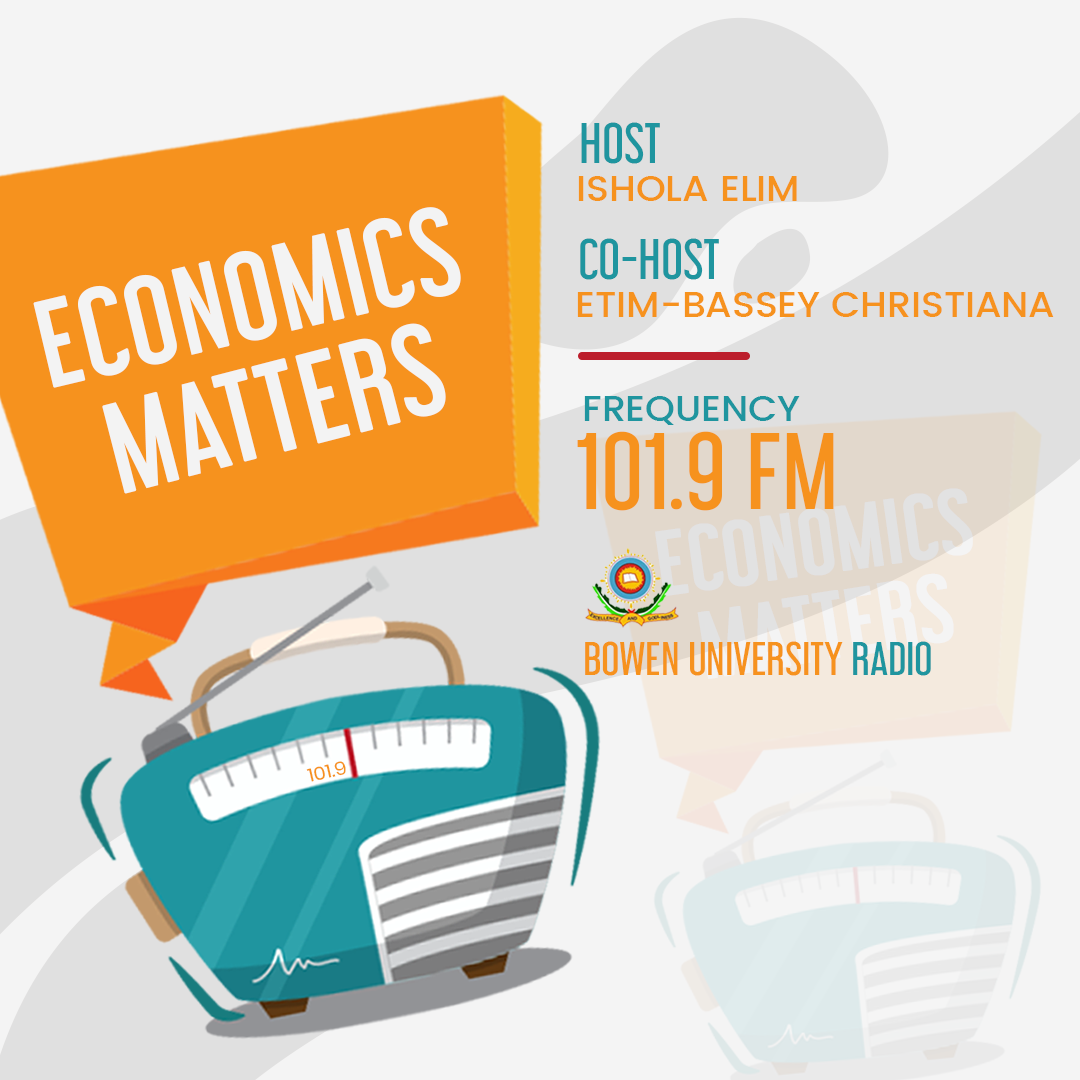 ECONOMICS
MATTERS
HOST
ISHOLA ELIM
CO-HOST
ETIM-BASSEY CHRISTIANA
FREQUENCY
101.9 FM
ECONOMICS
MATTERS
EXCELLENCE AND GODLINESS
BOWEN UNIVERSITY RADIO
101.9